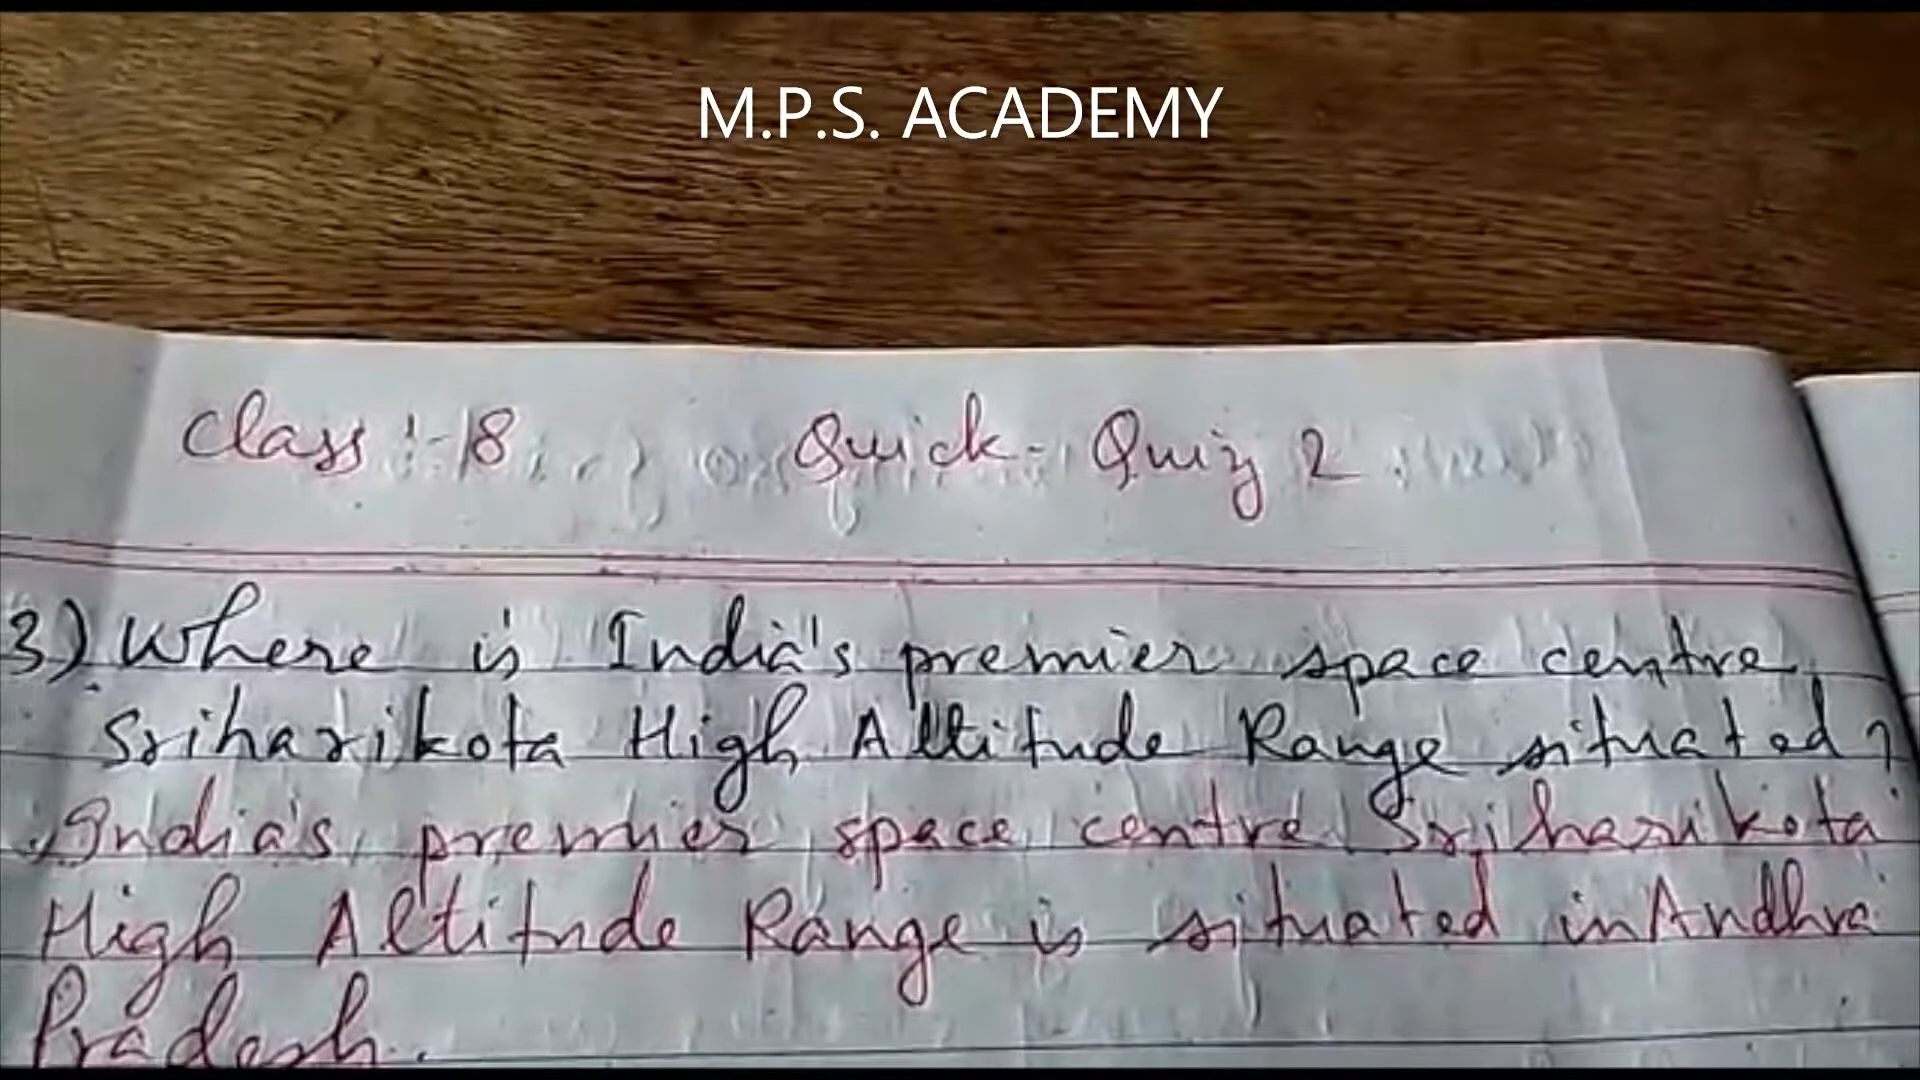 M.P.S. ACADEMY
Class :- 8 Quick - Quiz 2
3) Where is India's premier space centre
Sriharikota High Altitude Range situated?
India's premier space centre Sriharikota
High Altitude Range is situated in Andhra
Pradesh.